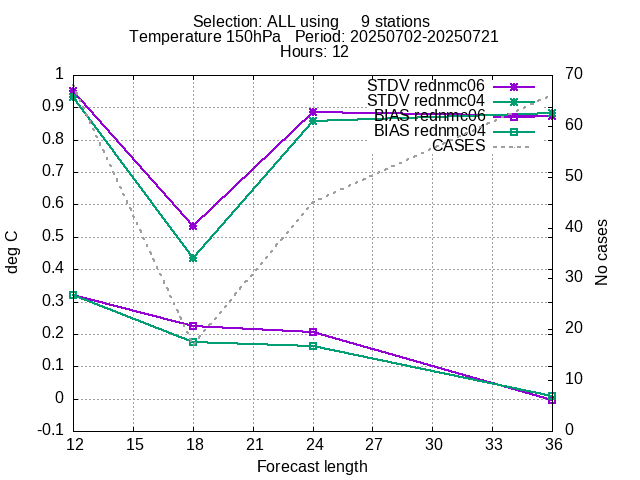 Selection: ALL using     9 stations
Temperature 150hPa   Period: 20250702-20250721
Hours: 12
1
0.9
0.8
0.7
0.6
0.5
0.4
0.3
0.2
0.1
0
-0.1
deg C
STDV rednmc06
STDV rednmc04
BIAS rednmc06
BIAS rednmc04
CASES
70
60
50
40
30
20
10
0
No cases
12 15 18 21 24 27 30 33 36
Forecast length